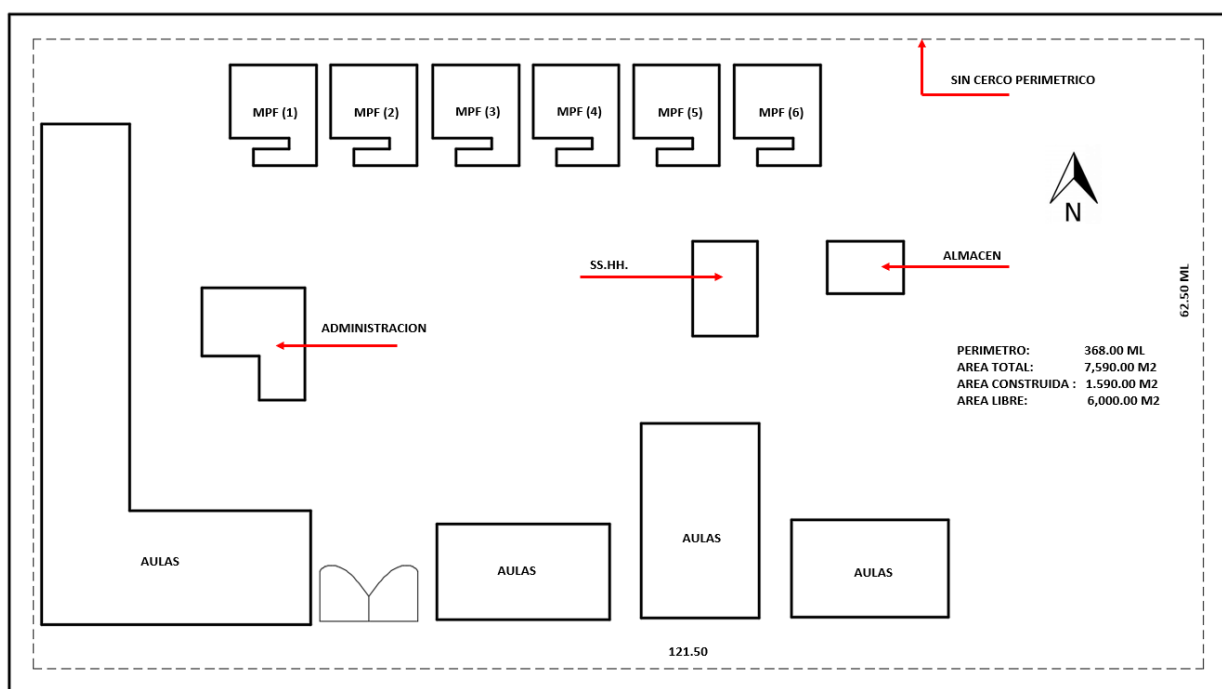 SIN CERCO PERIMETRICO
MPF (1)
MPF (2)
MPF (3)
MPF (4)
MPF (5)
MPF (6)
N
SS.HH.
ALMACEN
62.50 ML
ADMINISTRACION
PERIMETRO: 368.00 ML
AREA TOTAL: 7,590.00 M2
AREA CONSTRUIDA : 1.590.00 M2
AREA LIBRE: 6,000.00 M2
AULAS
AULAS
AULAS
AULAS
121.50